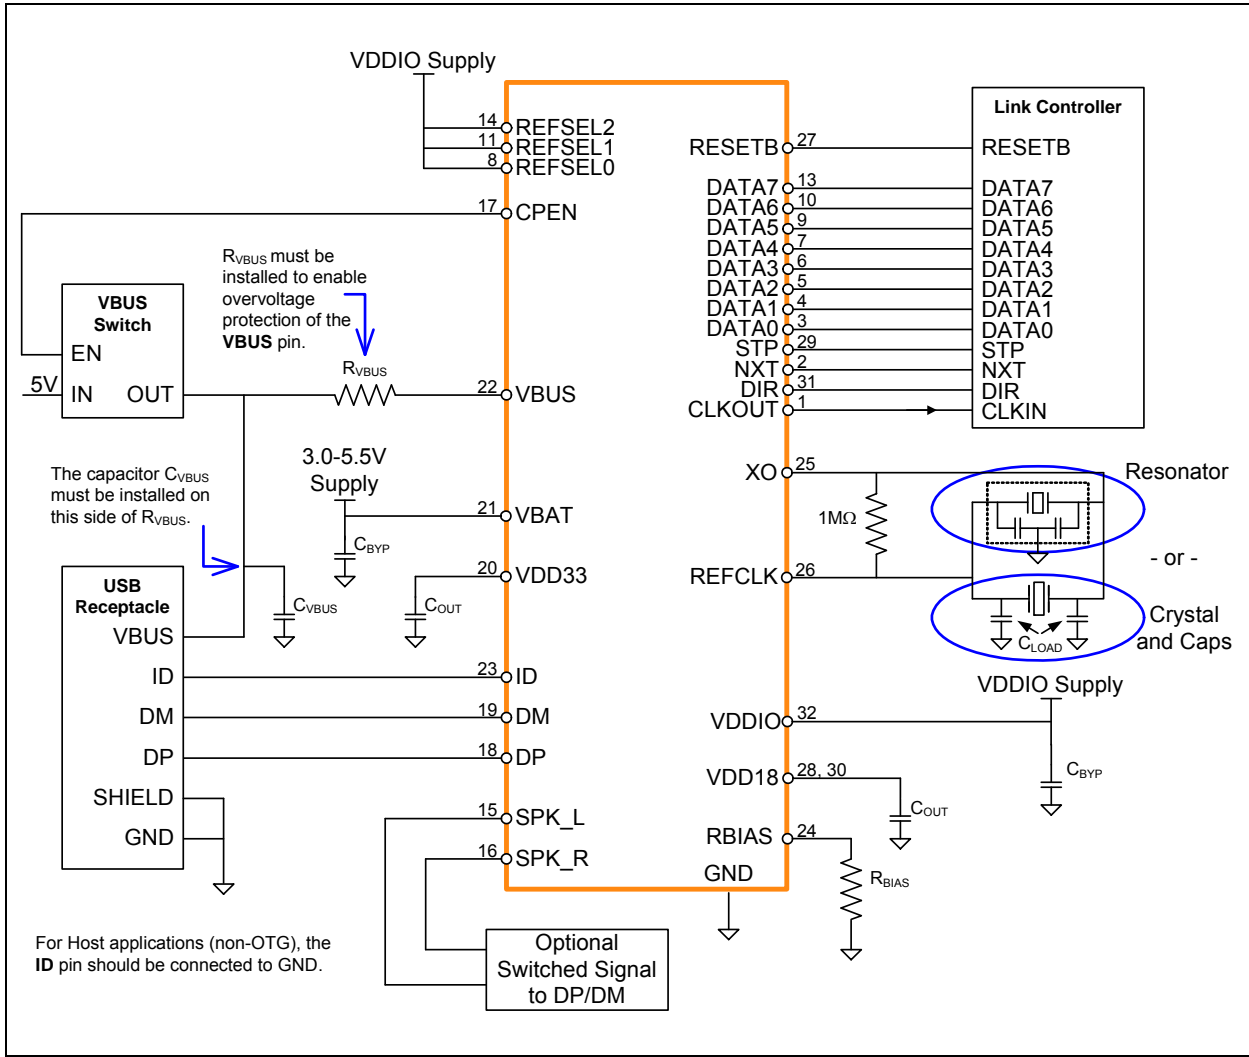 VDDIO Supply
14 REFSEL2
11 REFSEL1
8 REFSEL0
17 CPEN
RVBUS must be
installed to enable
overvoltage
protection of the
VBUS pin.
VBUS
Switch
EN
5V IN OUT
RVBUS
22 VBUS
3.0-5.5V
Supply
21 VBAT
CBYP
The capacitor CVBUS
must be installed on
this side of RVBUS.
20 VDD33
COUT
CVBUS
USB
Receptacle
VBUS
ID
DM
DP
SHIELD
GND
23 ID
19 DM
18 DP
15 SPK_L
16 SPK_R
Optional
Switched Signal
to DP/DM
For Host applications (non-OTG), the
ID pin should be connected to GND.
Link Controller
RESETB 27 RESETB
DATA7 13 DATA7
DATA6 10 DATA6
DATA5 9 DATA5
DATA4 7 DATA4
DATA3 6 DATA3
DATA2 5 DATA2
DATA1 4 DATA1
DATA0 3 DATA0
STP 29 STP
NXT 2 NXT
DIR 31 DIR
CLKOUT 1 CLKIN
XO 25
Resonator
1MΩ
- or -
REFCLK 26
Crystal
and Caps
CLOAD
VDDIO Supply
VDDIO 32
CBYP
VDD18 28, 30
COUT
RBIAS 24
RBIAS
GND